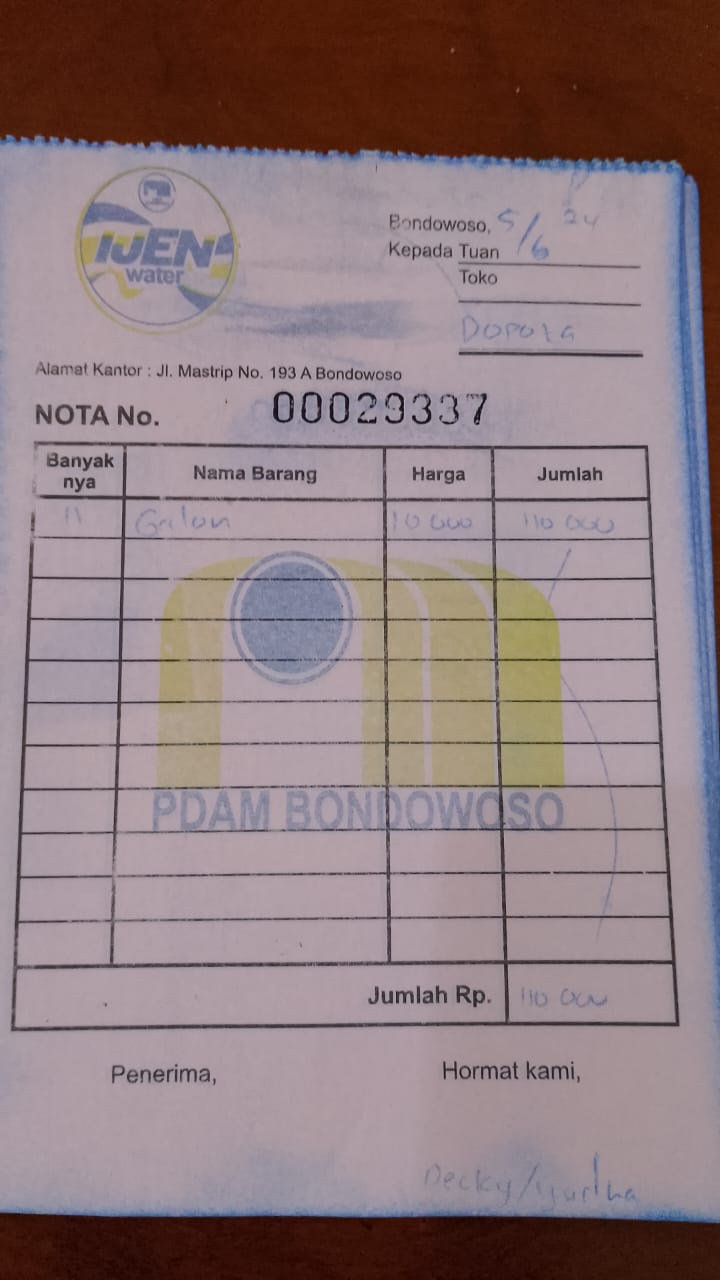 IJEN
water
Bondowoso, 5/6 24
Kepada Tuan
Toko
Alamat Kantor : Jl. Mastrip No. 193 A Bondowoso
NOTA No. 00029337
Banyak nya Nama Barang Harga Jumlah
11 Galon 10 000 110 000
PDAM BONDOWOSO
Jumlah Rp. 110 000
Penerima, Hormat kami,
Decky/